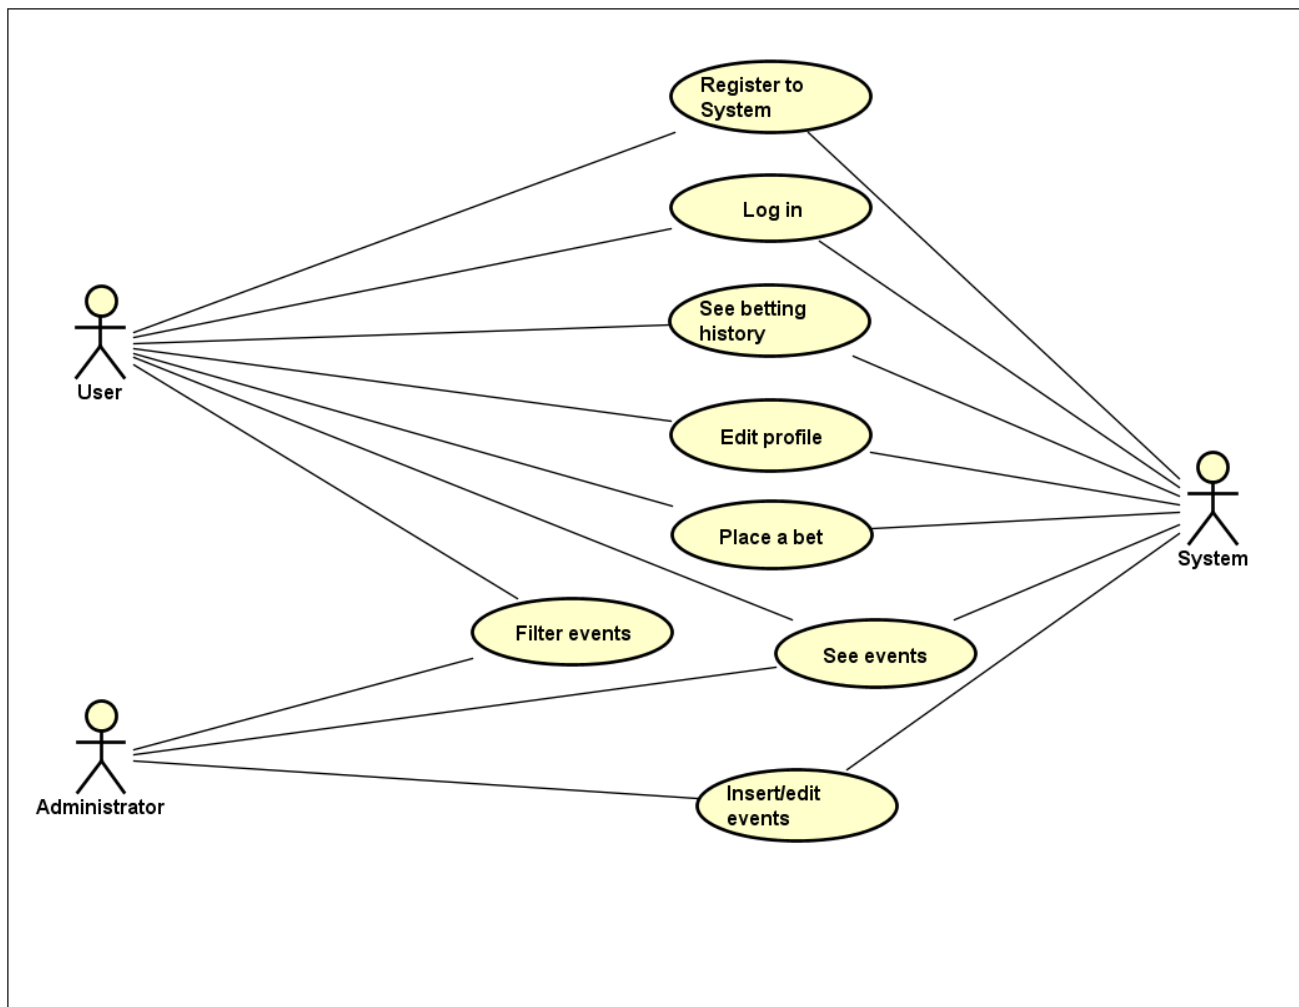 Register to
System
Log in
See betting
history
User
Edit profile
Place a bet
System
Filter events
See events
Administrator
Insert/edit
events